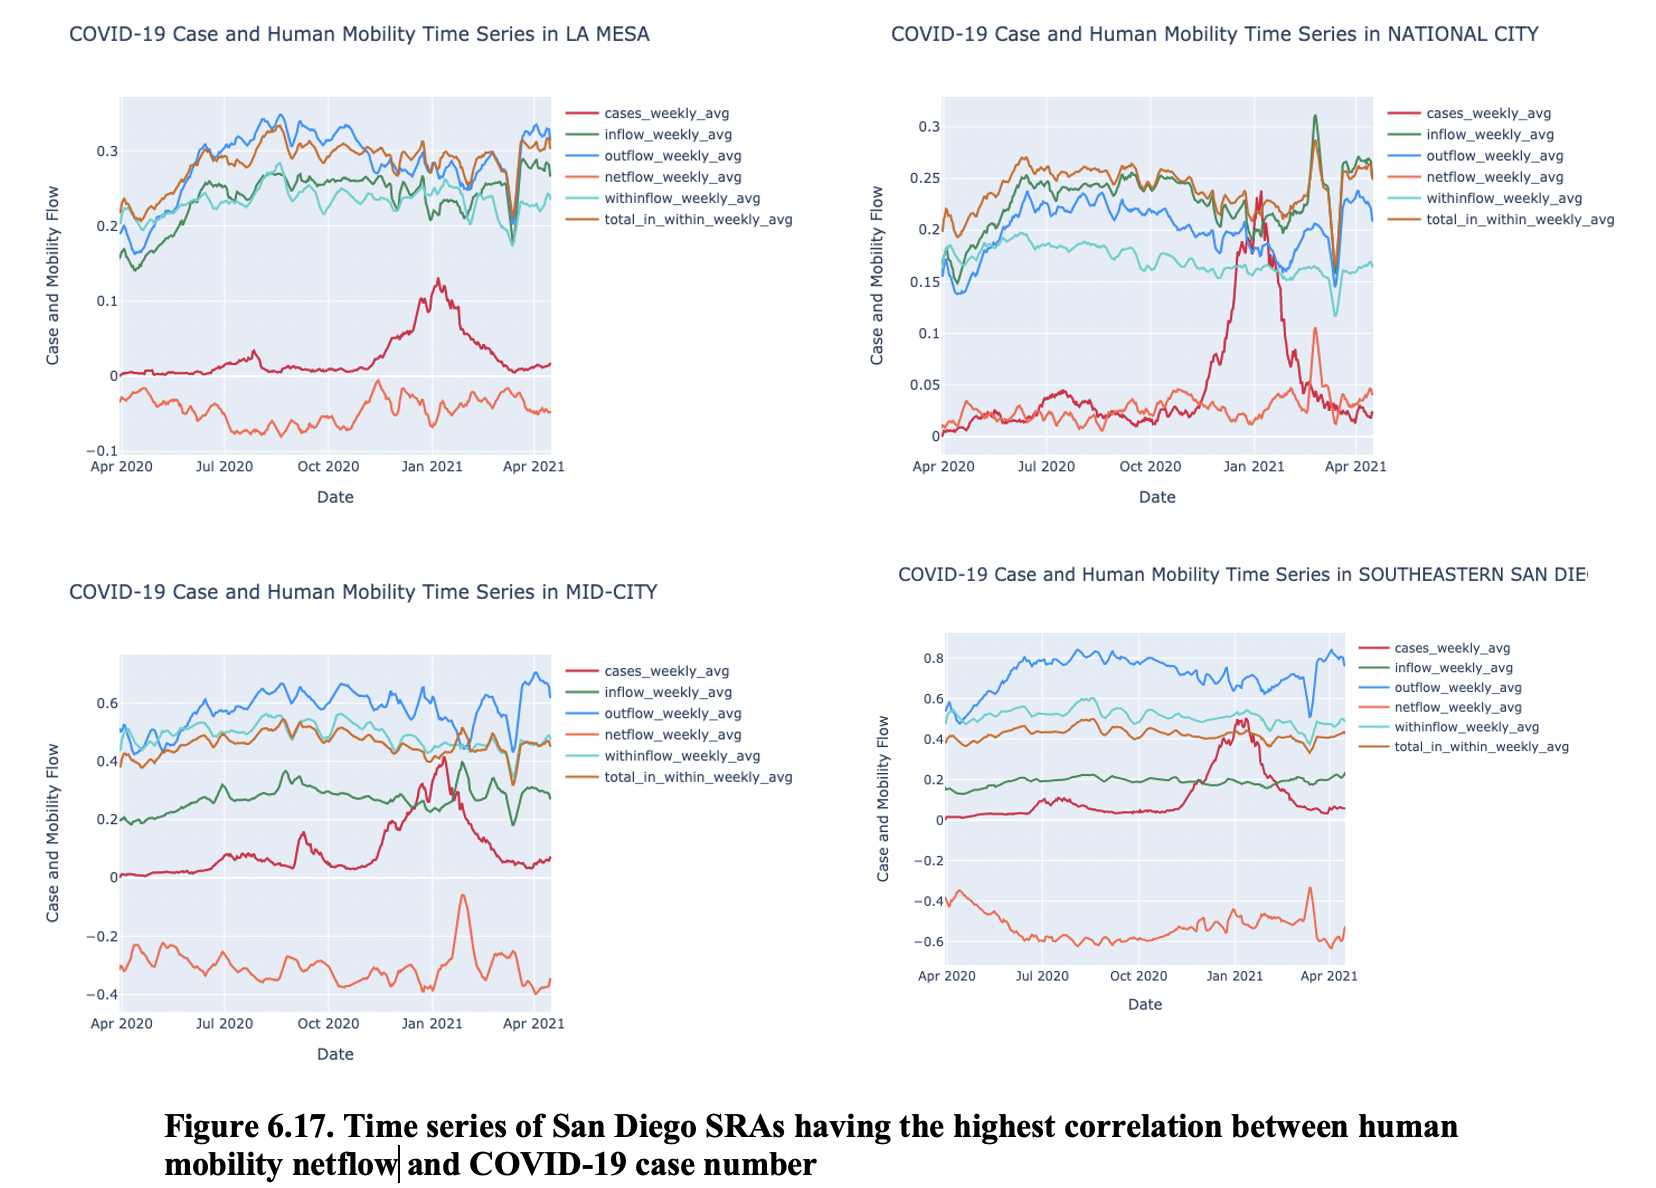 COVID-19 Case and Human Mobility Time Series in LA MESA
Case and Mobility Flow
0.3
0.2
0.1
0
−0.1
Apr 2020
Jul 2020
Oct 2020
Jan 2021
Apr 2021
Date
cases_weekly_avg
inflow_weekly_avg
outflow_weekly_avg
netflow_weekly_avg
withinflow_weekly_avg
total_in_within_weekly_avg
COVID-19 Case and Human Mobility Time Series in NATIONAL CITY
Case and Mobility Flow
0.3
0.25
0.2
0.15
0.1
0.05
0
Apr 2020
Jul 2020
Oct 2020
Jan 2021
Apr 2021
Date
cases_weekly_avg
inflow_weekly_avg
outflow_weekly_avg
netflow_weekly_avg
withinflow_weekly_avg
total_in_within_weekly_avg
COVID-19 Case and Human Mobility Time Series in MID-CITY
Case and Mobility Flow
0.6
0.4
0.2
0
−0.2
−0.4
Apr 2020
Jul 2020
Oct 2020
Jan 2021
Apr 2021
Date
cases_weekly_avg
inflow_weekly_avg
outflow_weekly_avg
netflow_weekly_avg
withinflow_weekly_avg
total_in_within_weekly_avg
COVID-19 Case and Human Mobility Time Series in SOUTHEASTERN SAN DIE
Case and Mobility Flow
0.8
0.6
0.4
0.2
0
−0.2
−0.4
−0.6
Apr 2020
Jul 2020
Oct 2020
Jan 2021
Apr 2021
Date
cases_weekly_avg
inflow_weekly_avg
outflow_weekly_avg
netflow_weekly_avg
withinflow_weekly_avg
total_in_within_weekly_avg
Figure 6.17. Time series of San Diego SRAs having the highest correlation between human
mobility netflow and COVID-19 case number